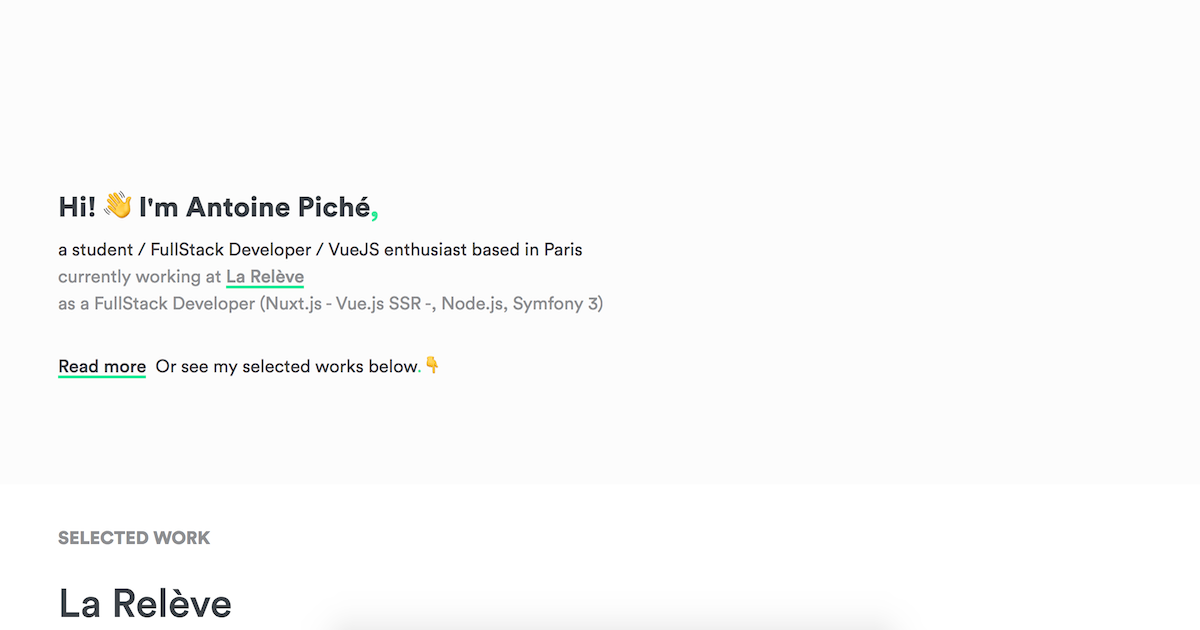 Hi! 👋 I'm Antoine Piché,
a student / FullStack Developer / VueJS enthusiast based in Paris
currently working at La Relève
as a FullStack Developer (Nuxt.js - Vue.js SSR -, Node.js, Symfony 3)
Read more Or see my selected works below. 👇
SELECTED WORK
La Relève